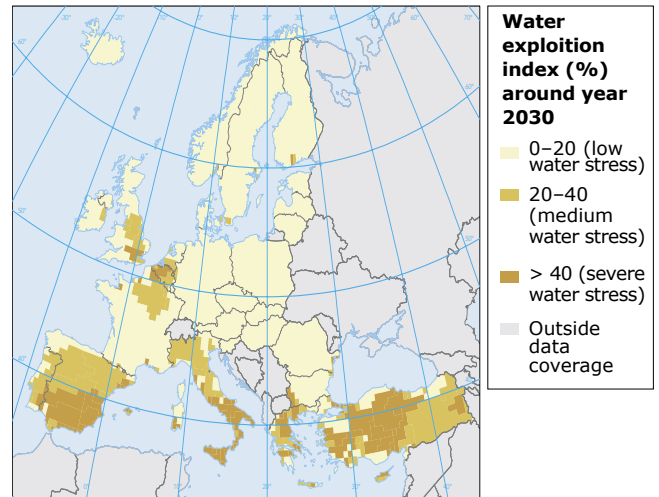 Water
exploition
index (%)
around year
2030
0–20 (low
water stress)
20–40
(medium
water stress)
> 40 (severe
water stress)
Outside
data
coverage